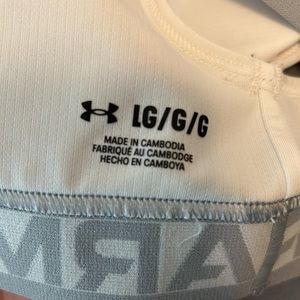 LG/G/G
MADE IN CAMBODIA
FABRIQUÉ AU CAMBODGE
HECHO EN CAMBOYA